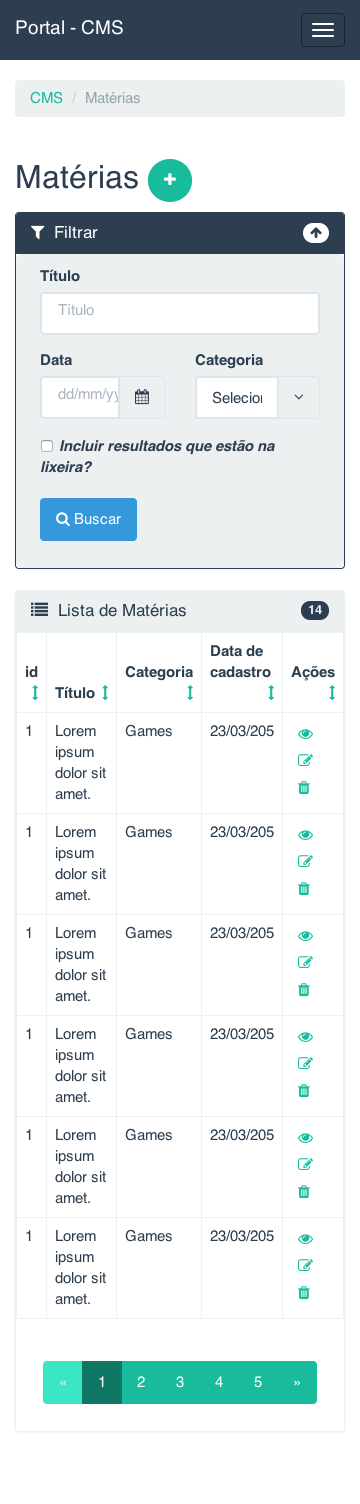 Portal - CMS
CMS / Matérias
Matérias
Filtrar
Título
Título
Data
Categoria
dd/mm/yy
Selecion
Incluir resultados que estão na
lixeira?
Buscar
Lista de Matérias 14
id Título Categoria Data de cadastro Ações
1 Lorem ipsum dolor sit amet. Games 23/03/205
1 Lorem ipsum dolor sit amet. Games 23/03/205
1 Lorem ipsum dolor sit amet. Games 23/03/205
1 Lorem ipsum dolor sit amet. Games 23/03/205
1 Lorem ipsum dolor sit amet. Games 23/03/205
1 Lorem ipsum dolor sit amet. Games 23/03/205
« 1 2 3 4 5 »